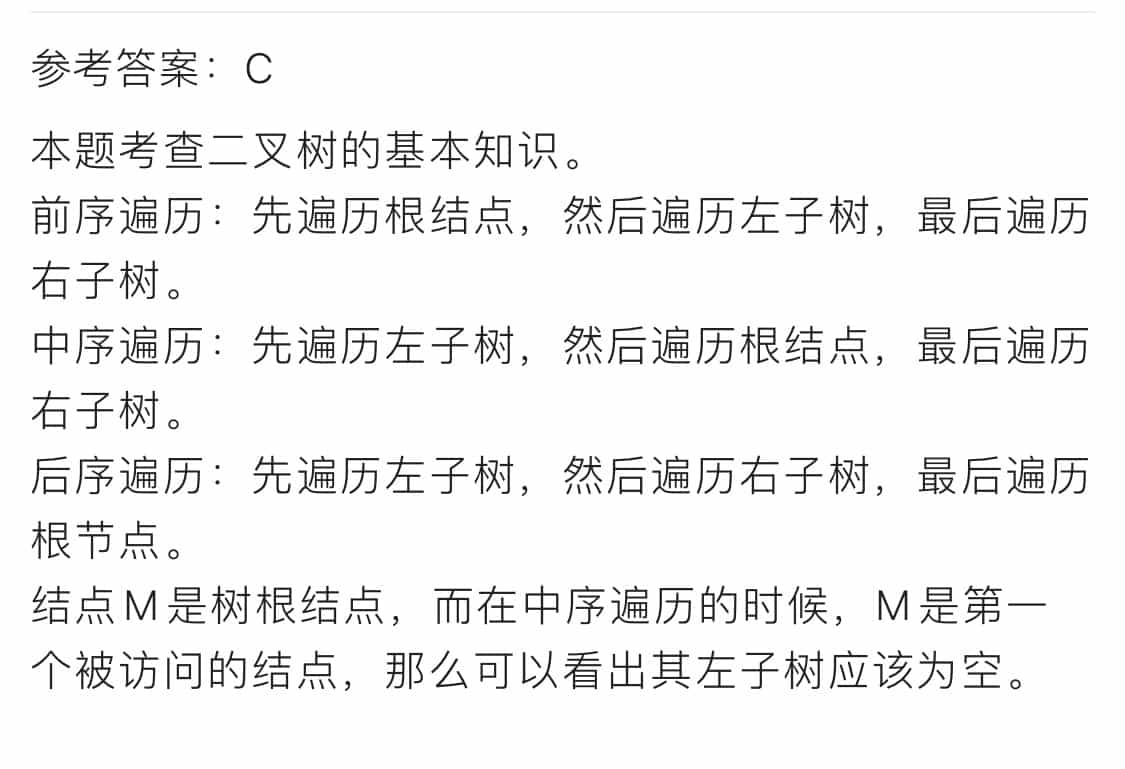 参考答案：C
本题考查二叉树的基本知识。
前序遍历：先遍历根结点，然后遍历左子树，最后遍历
右子树。
中序遍历：先遍历左子树，然后遍历根结点，最后遍历
右子树。
后序遍历：先遍历左子树，然后遍历右子树，最后遍历
根节点。
结点M是树根结点，而在中序遍历的时候，M是第一
个被访问的结点，那么可以看出其左子树应该为空。